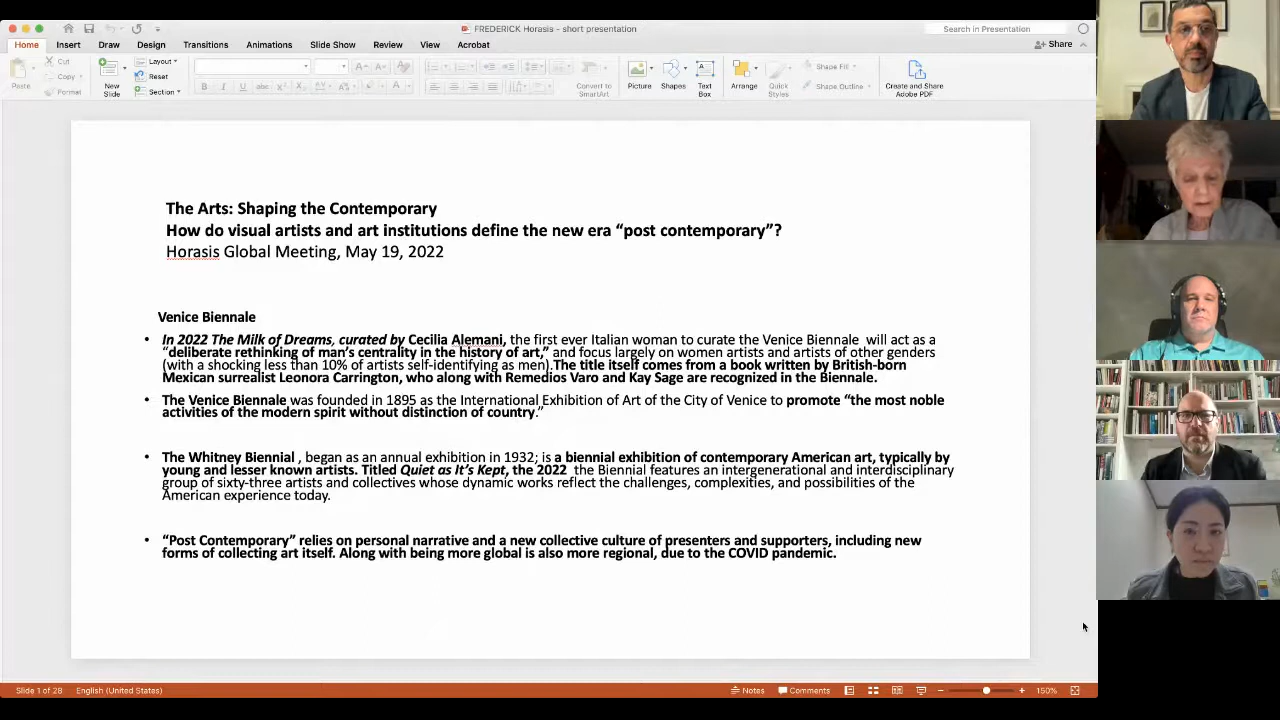 FREDERICK Horasis - short presentation
Search in Presentation
Home Insert Draw Design Transitions Animations Slide Show Review View Acrobat
Share
Paste
Cut
Copy
Format
New Slide
Layout
Reset
Section
Convert to SmartArt
Picture
Shapes
Text Box
Arrange
Quick Styles
Shape Fill
Shape Outline
Create and Share Adobe PDF
The Arts: Shaping the Contemporary
How do visual artists and art institutions define the new era “post contemporary”?
Horasis Global Meeting, May 19, 2022
Venice Biennale
• In 2022 The Milk of Dreams, curated by Cecilia Alemani, the first ever Italian woman to curate the Venice Biennale will act as a
“deliberate rethinking of man’s centrality in the history of art,” and focus largely on women artists and artists of other genders
(with a shocking less than 10% of artists self-identifying as men).The title itself comes from a book written by British-born
Mexican surrealist Leonora Carrington, who along with Remedios Varo and Kay Sage are recognized in the Biennale.
• The Venice Biennale was founded in 1895 as the International Exhibition of Art of the City of Venice to promote “the most noble
activities of the modern spirit without distinction of country.”
• The Whitney Biennial , began as an annual exhibition in 1932; is a biennial exhibition of contemporary American art, typically by
young and lesser known artists. Titled Quiet as It’s Kept, the 2022 the Biennial features an intergenerational and interdisciplinary
group of sixty-three artists and collectives whose dynamic works reflect the challenges, complexities, and possibilities of the
American experience today.
• “Post Contemporary” relies on personal narrative and a new collective culture of presenters and supporters, including new
forms of collecting art itself. Along with being more global is also more regional, due to the COVID pandemic.
Slide 1 of 28 English (United States)
Notes Comments 150%